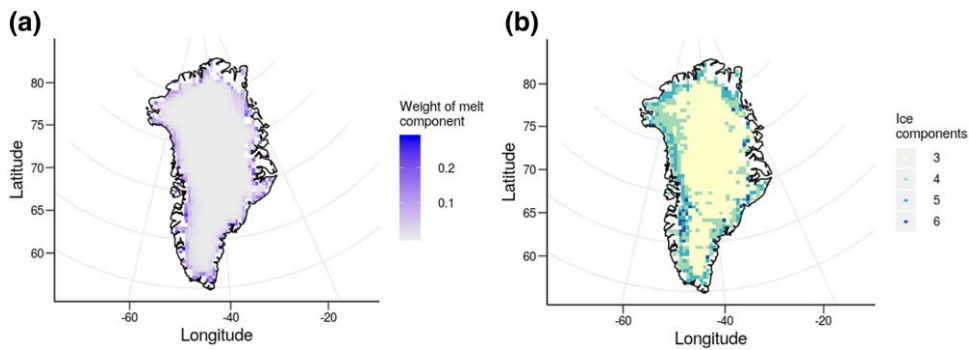 (a)
80
75
70
65
60
Latitude
-60
-40
-20
Longitude
Weight of melt
component
0.2
0.1
(b)
80
75
70
65
60
Latitude
-60
-40
-20
Longitude
Ice
components
3
4
5
6